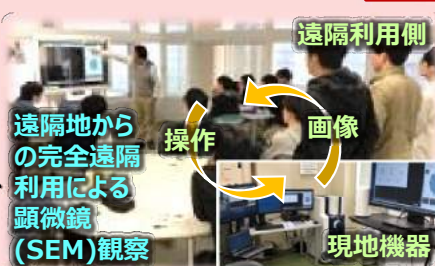 遠隔利用側
遠隔地から
の完全遠隔
利用による
顕微鏡
(SEM)観察
操作
画像
現地機器